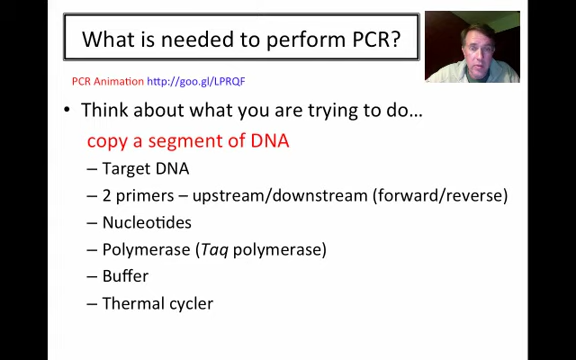 What is needed to perform PCR?
PCR Animation http://goo.gl/LPRQF
• Think about what you are trying to do…
copy a segment of DNA
– Target DNA
– 2 primers – upstream/downstream (forward/reverse)
– Nucleotides
– Polymerase (Taq polymerase)
– Buffer
– Thermal cycler